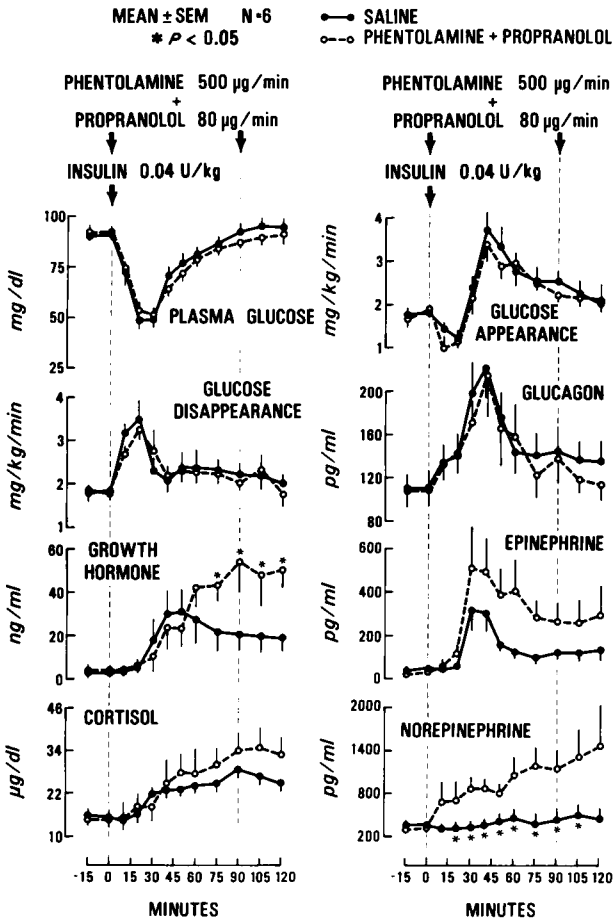 MEAN ± SEM N=6
* P < 0.05
SALINE
PHENTOLAMINE + PROPRANOLOL
PHENTOLAMINE 500 µg/min
+
PROPRANOLOL 80 µg/min
INSULIN 0.04 U/kg
PHENTOLAMINE 500 µg/min
+
PROPRANOLOL 80 µg/min
INSULIN 0.04 U/kg
100
75
50
25
mg/dl
PLASMA GLUCOSE
4
3
2
1
mg/kg/min
GLUCOSE
APPEARANCE
4
3
2
1
mg/kg/min
GLUCOSE
DISAPPEARANCE
200
160
120
80
pg/ml
GLUCAGON
60
40
20
0
ng/ml
GROWTH
HORMONE
* * * *
600
400
200
0
pg/ml
EPINEPHRINE
46
34
22
10
µg/dl
CORTISOL
2000
1400
800
200
pg/ml
NOREPINEPHRINE
* * * * * * * *
-15 0 15 30 45 60 75 90 105 120
MINUTES
-15 0 15 30 45 60 75 90 105 120
MINUTES